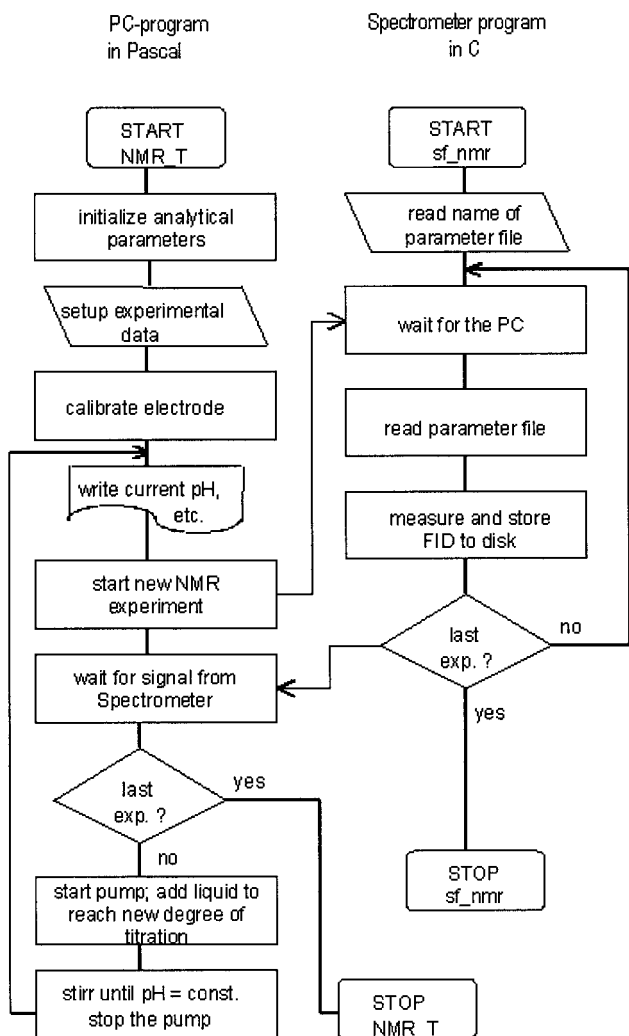 PC-program
in Pascal
Spectrometer program
in C
START
NMR_T
initialize analytical
parameters
setup experimental
data
calibrate electrode
write current pH,
etc.
start new NMR
experiment
wait for signal from
Spectrometer
last
exp. ?
yes
no
start pump; add liquid to
reach new degree of
titration
stirr until pH = const.
stop the pump
STOP
NMR_T
START
sf_nmr
read name of
parameter file
wait for the PC
read parameter file
measure and store
FID to disk
last
exp. ?
no
yes
STOP
sf_nmr